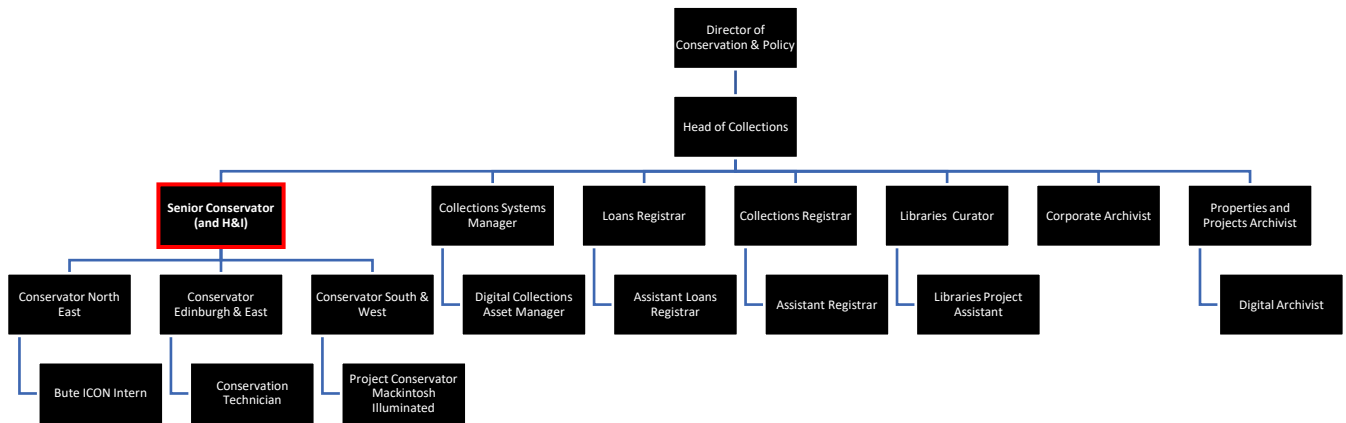 Director of
Conservation & Policy
Head of Collections
Senior Conservator
(and H&I)
Collections Systems
Manager
Loans Registrar
Collections Registrar
Libraries Curator
Corporate Archivist
Properties and
Projects Archivist
Conservator North
East
Conservator
Edinburgh & East
Conservator South &
West
Digital Collections
Asset Manager
Assistant Loans
Registrar
Assistant Registrar
Libraries Project
Assistant
Digital Archivist
Bute ICON Intern
Conservation
Technician
Project Conservator
Mackintosh
Illuminated